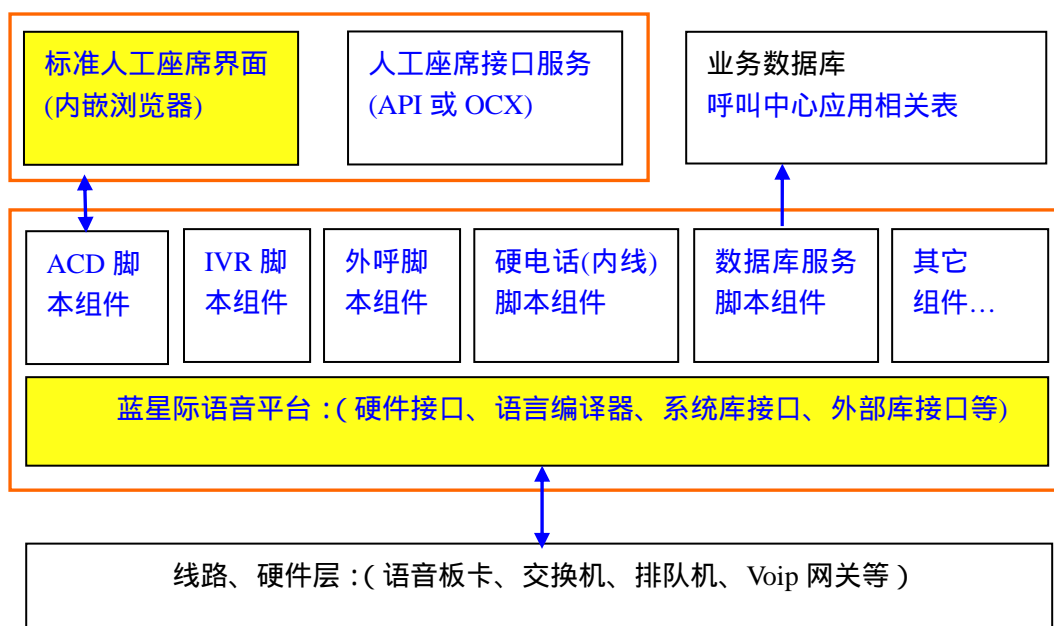 标准人工座席界面
(内嵌浏览器)
人工座席接口服务
(API 或 OCX)
业务数据库
呼叫中心应用相关表
ACD 脚
本组件
IVR 脚
本组件
外呼脚
本组件
硬电话(内线)
脚本组件
数据库服务
脚本组件
其它
组件…
蓝星际语音平台：(硬件接口、语言编译器、系统库接口、外部库接口等)
线路、硬件层：(语音板卡、交换机、排队机、Voip 网关等）